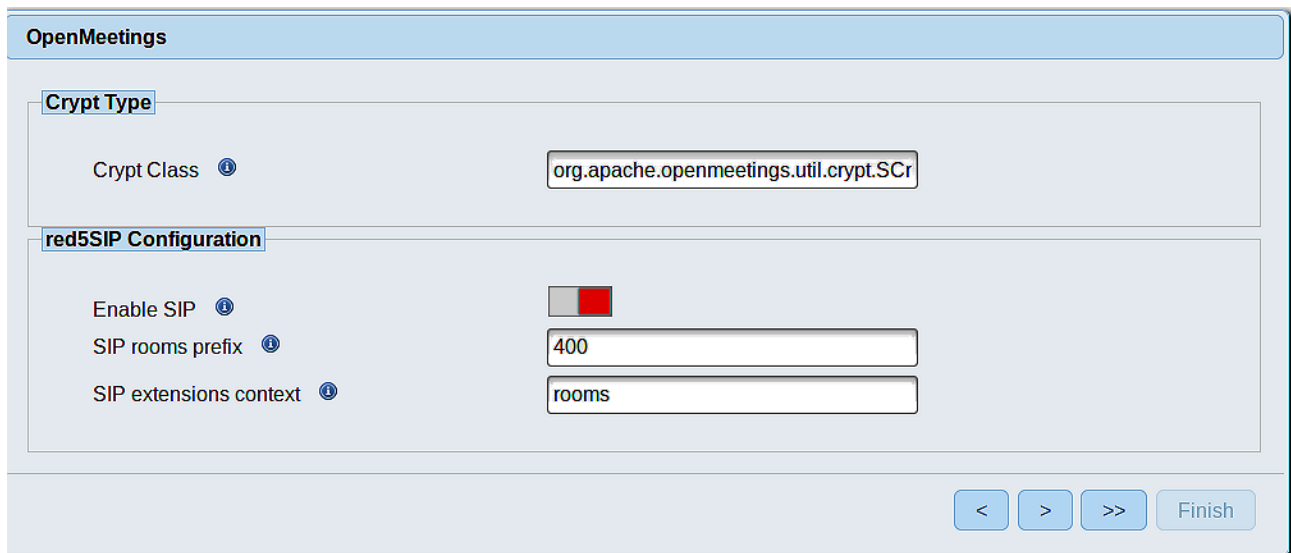 OpenMeetings
Crypt Type
Crypt Class
org.apache.openmeetings.util.crypt.SCr
red5SIP Configuration
Enable SIP
SIP rooms prefix
400
SIP extensions context
rooms
< > >> Finish